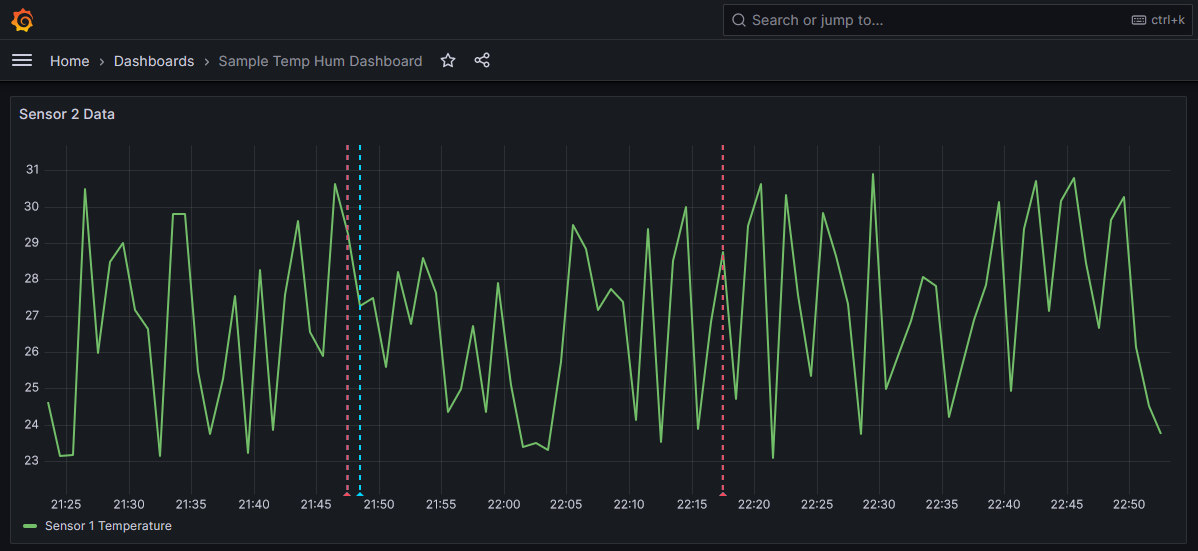 Search or jump to... ctrl+k
Home › Dashboards › Sample Temp Hum Dashboard
Sensor 2 Data
31
30
29
28
27
26
25
24
23
21:25 21:30 21:35 21:40 21:45 21:50 21:55 22:00 22:05 22:10 22:15 22:20 22:25 22:30 22:35 22:40 22:45 22:50
Sensor 1 Temperature